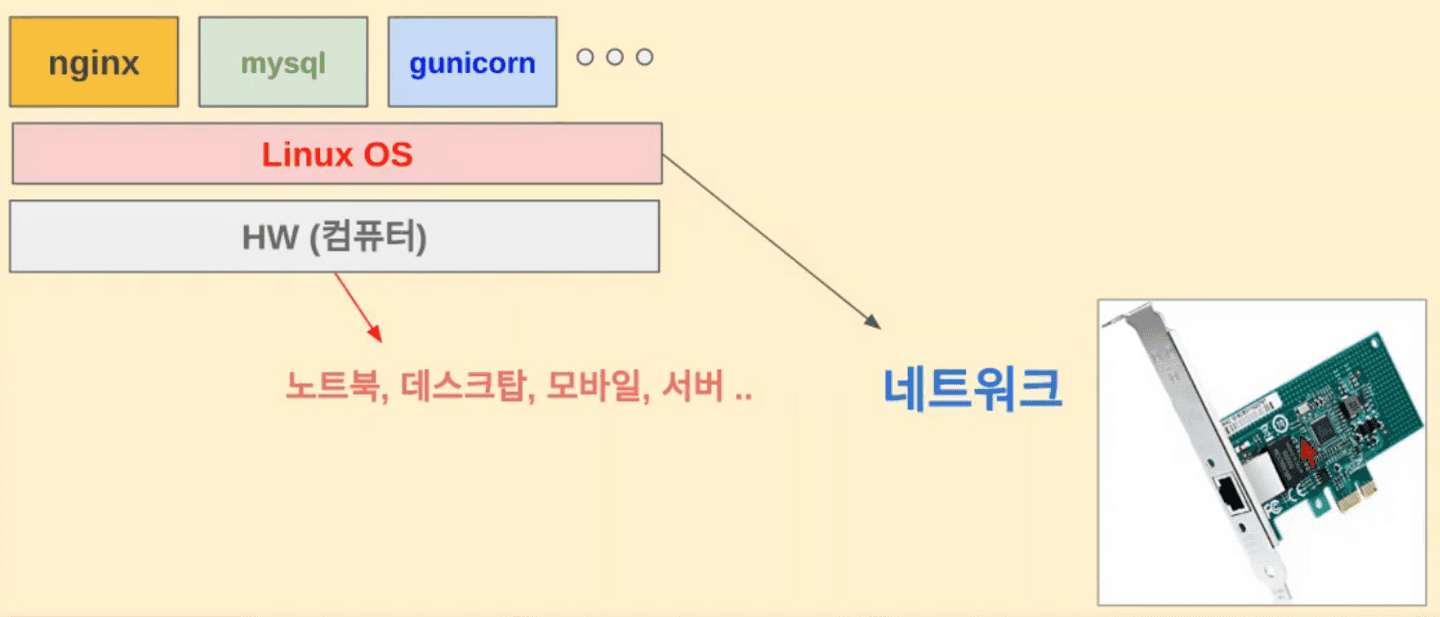 nginx
mysql
gunicorn
Linux OS
HW (컴퓨터)
노트북, 데스크탑, 모바일, 서버 ..
네트워크